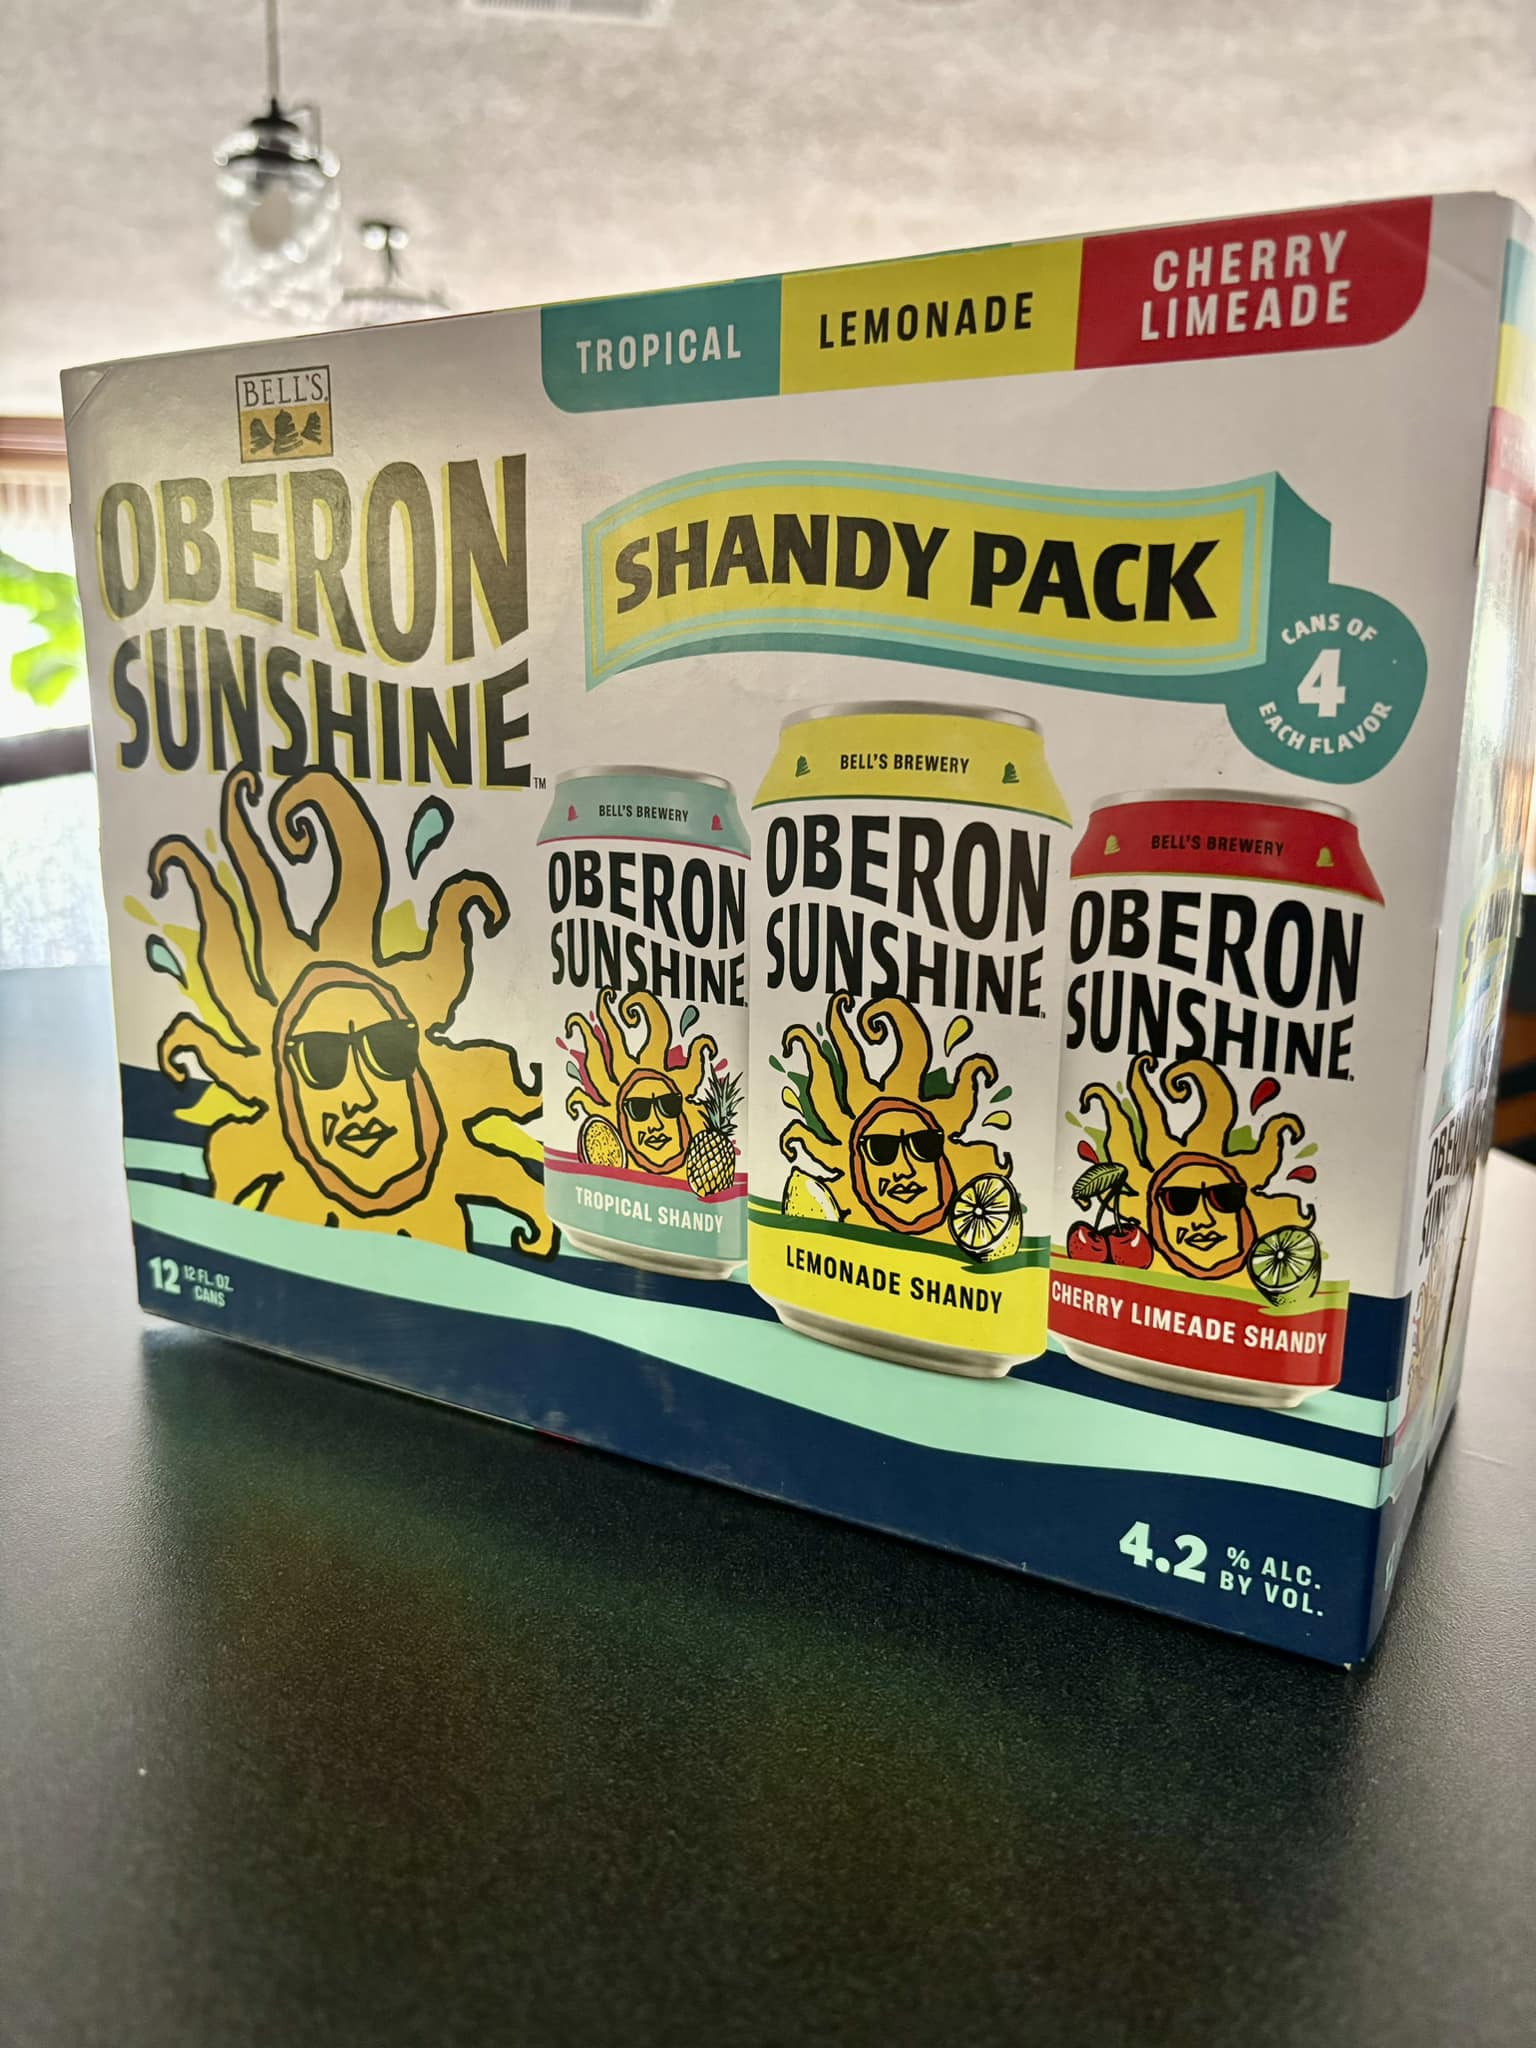 TROPICAL
LEMONADE
CHERRY
LIMEADE
BELL'S®
OBERON
SUNSHINE™
SHANDY PACK
CANS OF
4
EACH FLAVOR
BELL'S BREWERY
OBERON
SUNSHINE
TROPICAL SHANDY
BELL'S BREWERY
OBERON
SUNSHINE
LEMONADE SHANDY
BELL'S BREWERY
OBERON
SUNSHINE
CHERRY LIMEADE SHANDY
12 12 FL. OZ.
CANS
4.2 % ALC.
BY VOL.
OBERON
SUNSHINE